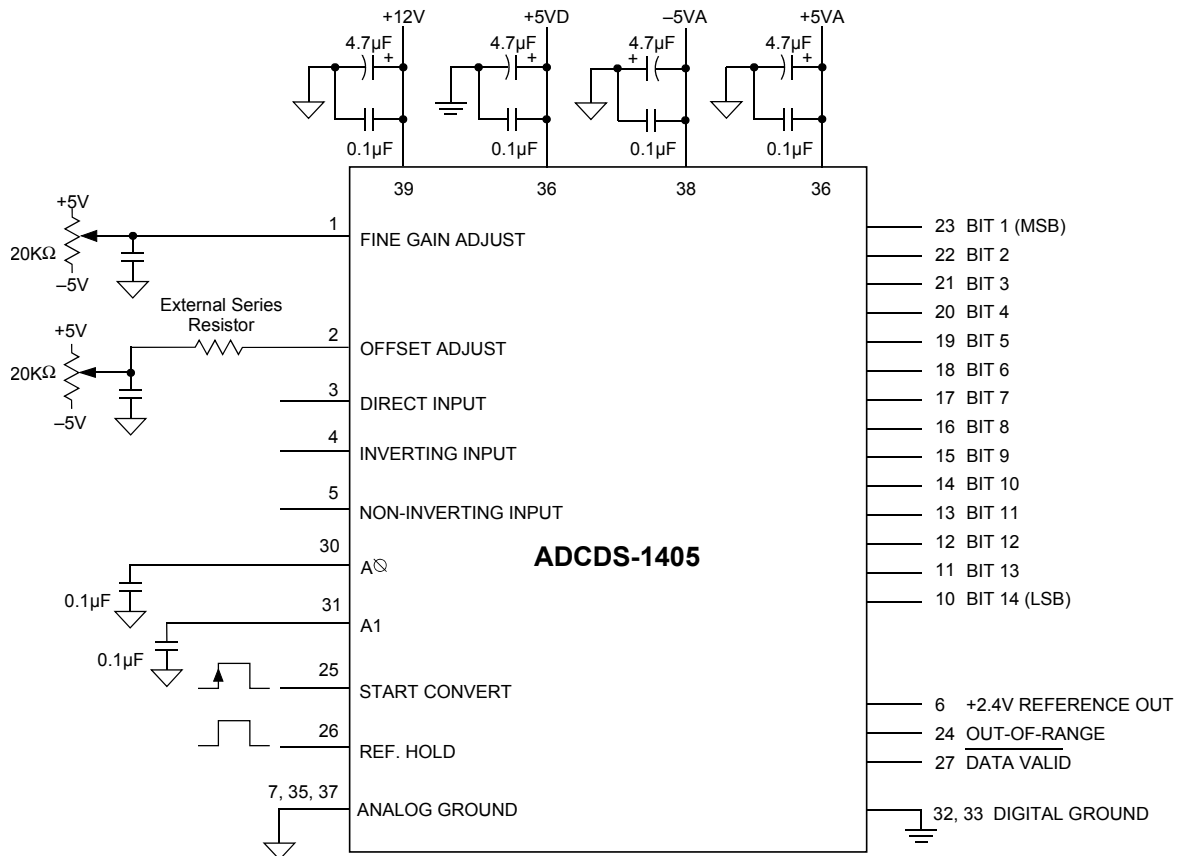 +12V
+5VD
–5VA
+5VA
4.7µF
+
4.7µF
+
4.7µF
+
4.7µF
+
0.1µF
0.1µF
0.1µF
0.1µF
39
36
38
36
+5V
20KΩ
–5V
1
FINE GAIN ADJUST
External Series
Resistor
+5V
20KΩ
–5V
2
OFFSET ADJUST
3
DIRECT INPUT
4
INVERTING INPUT
5
NON-INVERTING INPUT
30
A⦰
0.1µF
31
A1
0.1µF
25
START CONVERT
26
REF. HOLD
7, 35, 37
ANALOG GROUND
ADCDS-1405
23 BIT 1 (MSB)
22 BIT 2
21 BIT 3
20 BIT 4
19 BIT 5
18 BIT 6
17 BIT 7
16 BIT 8
15 BIT 9
14 BIT 10
13 BIT 11
12 BIT 12
11 BIT 13
10 BIT 14 (LSB)
6 +2.4V REFERENCE OUT
24 OUT-OF-RANGE
27 DATA VALID
32, 33 DIGITAL GROUND